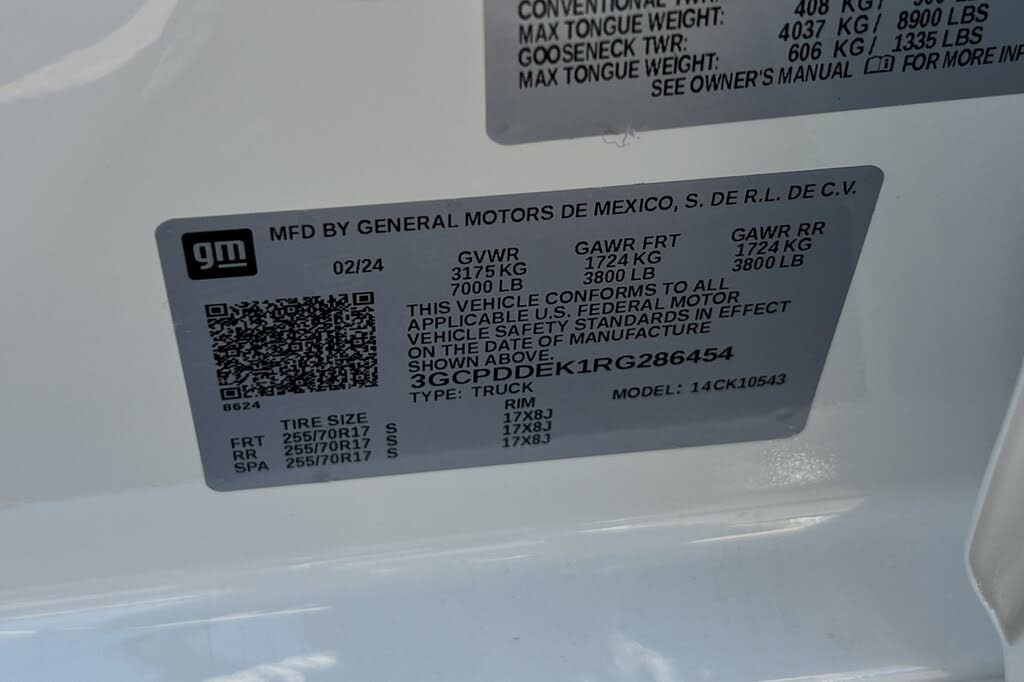 CONVENTIONAL TWR:
MAX TONGUE WEIGHT: 408 KG/
GOOSENECK TWR: 4037 KG/ 8900 LBS
MAX TONGUE WEIGHT: 606 KG/ 1335 LBS
SEE OWNER'S MANUAL FOR MORE
gm MFD BY GENERAL MOTORS DE MEXICO, S. DE R.L. DE C.V.
02/24 GVWR GAWR FRT GAWR RR
3175 KG 1724 KG 1724 KG
7000 LB 3800 LB 3800 LB
THIS VEHICLE CONFORMS TO ALL
APPLICABLE U.S. FEDERAL MOTOR
VEHICLE SAFETY STANDARDS IN EFFECT
ON THE DATE OF MANUFACTURE
SHOWN ABOVE.
3GCPDDEK1RG286454
TYPE: TRUCK MODEL: 14CK10543
8624
TIRE SIZE RIM
FRT 255/70R17 S 17X8J
RR 255/70R17 S 17X8J
SPA 255/70R17 S 17X8J